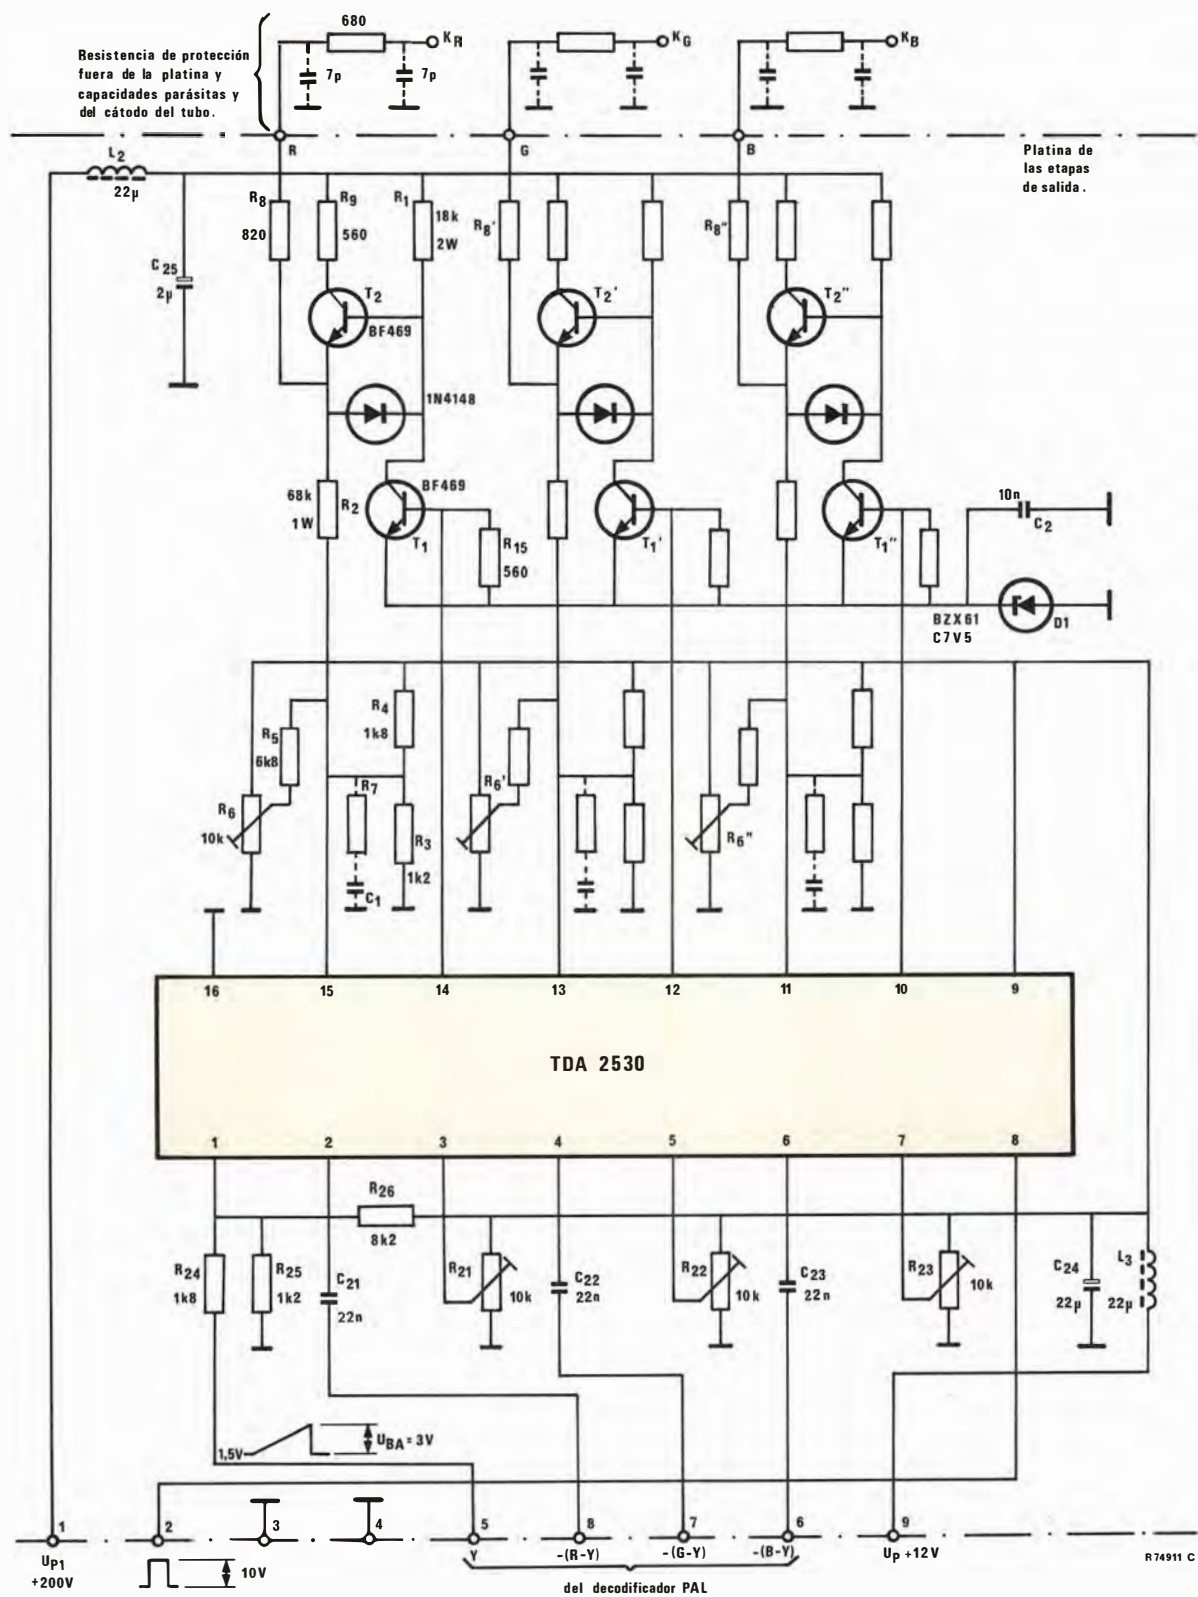 680
K R
K G
K B
Resistencia de protección
fuera de la platina y
capacidades parásitas y
del cátodo del tubo.
7p
7p
R
G
B
Platina de
las etapas
de salida.
L2
22µ
R8
820
R9
560
R1
18k
2W
R8'
R8"
C25
2µ
T2
BF469
T2'
T2"
1N4148
68k
1W
R2
BF469
T1
R15
560
T1'
T1"
10n
C2
BZX61
C7V5
D1
R4
1k8
R5
6k8
R6
10k
R7
R3
1k2
C1
R6'
R6"
16
15
14
13
12
11
10
9
TDA 2530
1
2
3
4
5
6
7
8
R26
8k2
R24
1k8
R25
1k2
C21
22n
R21
10k
C22
22n
R22
10k
C23
22n
R23
10k
C24
22µ
L3
22µ
1,5V
UBA = 3V
1
2
3
4
5
8
7
6
9
UP1
+200V
10V
Y
-(R-Y)
-(G-Y)
-(B-Y)
UP +12V
R74911 C
del decodificador PAL